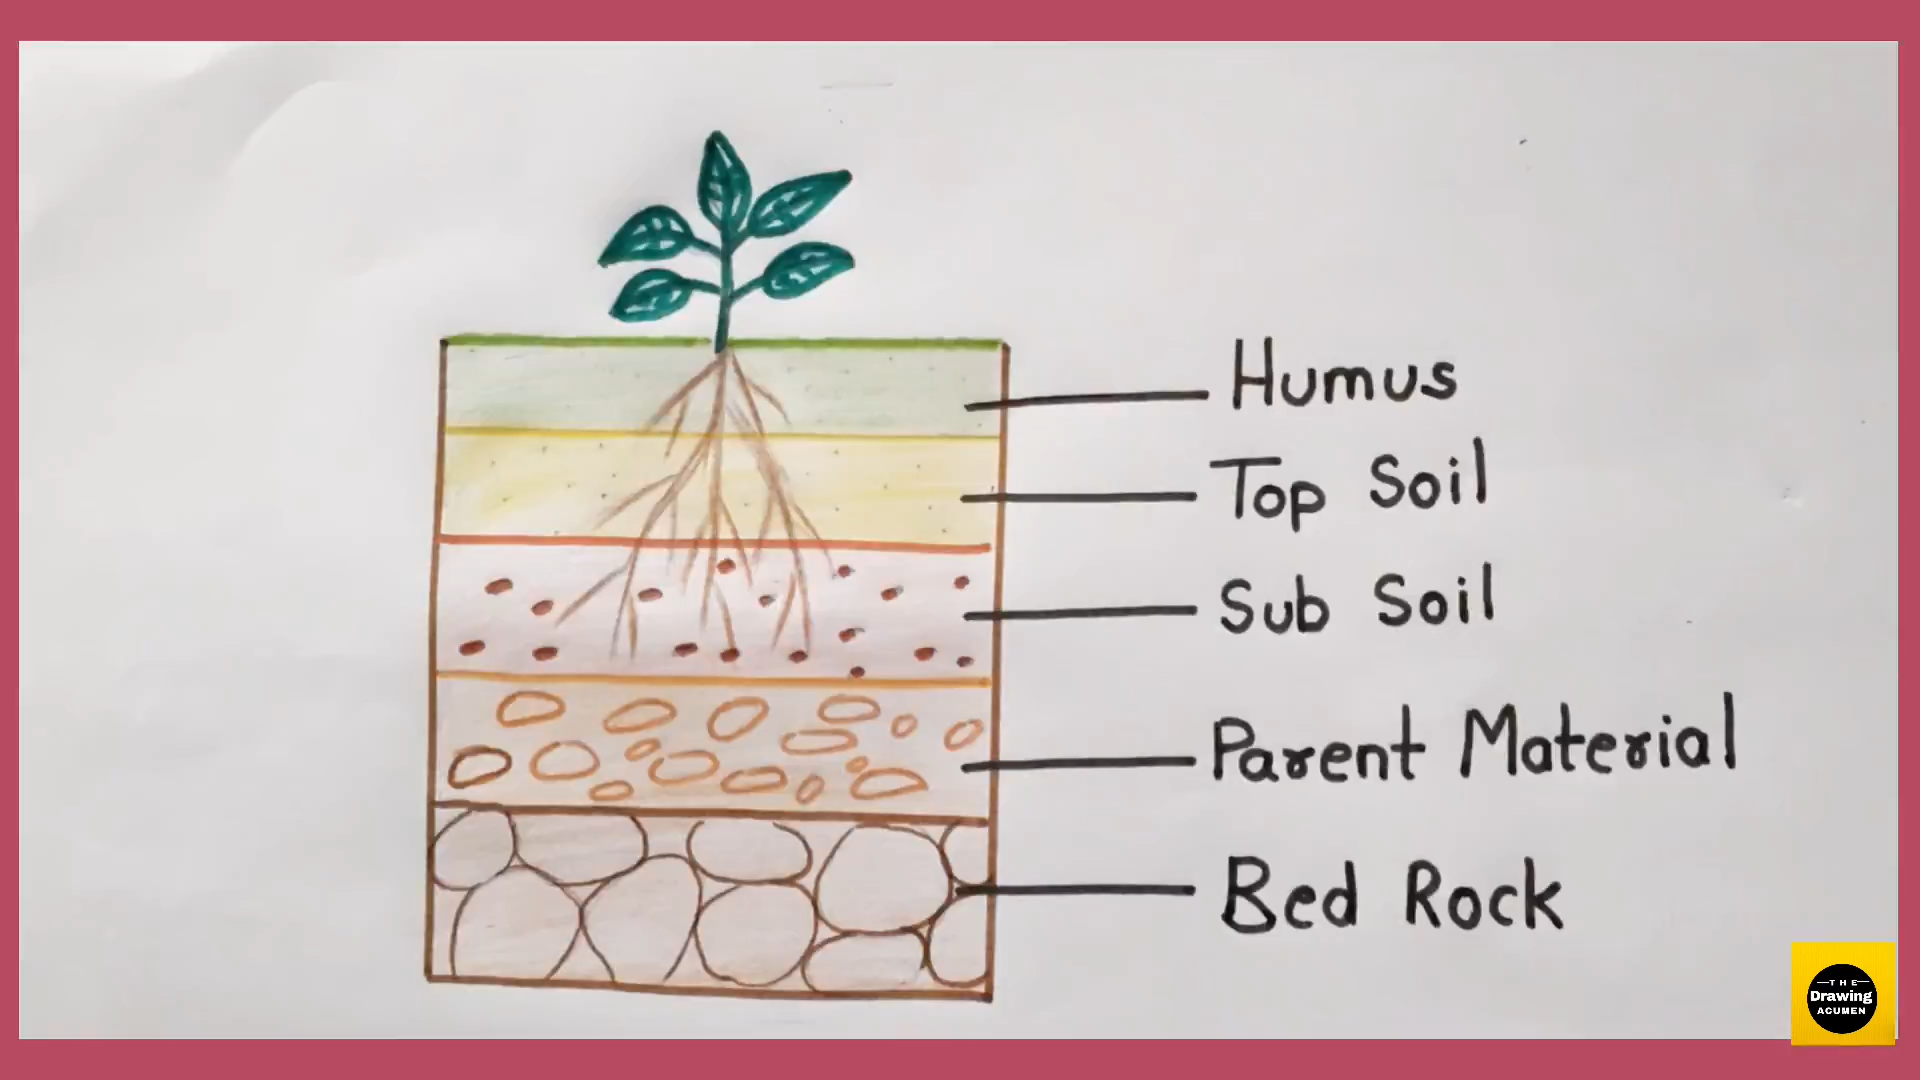 Humus
Top Soil
Sub Soil
Parent Material
Bed Rock
THE
Drawing
ACUMEN